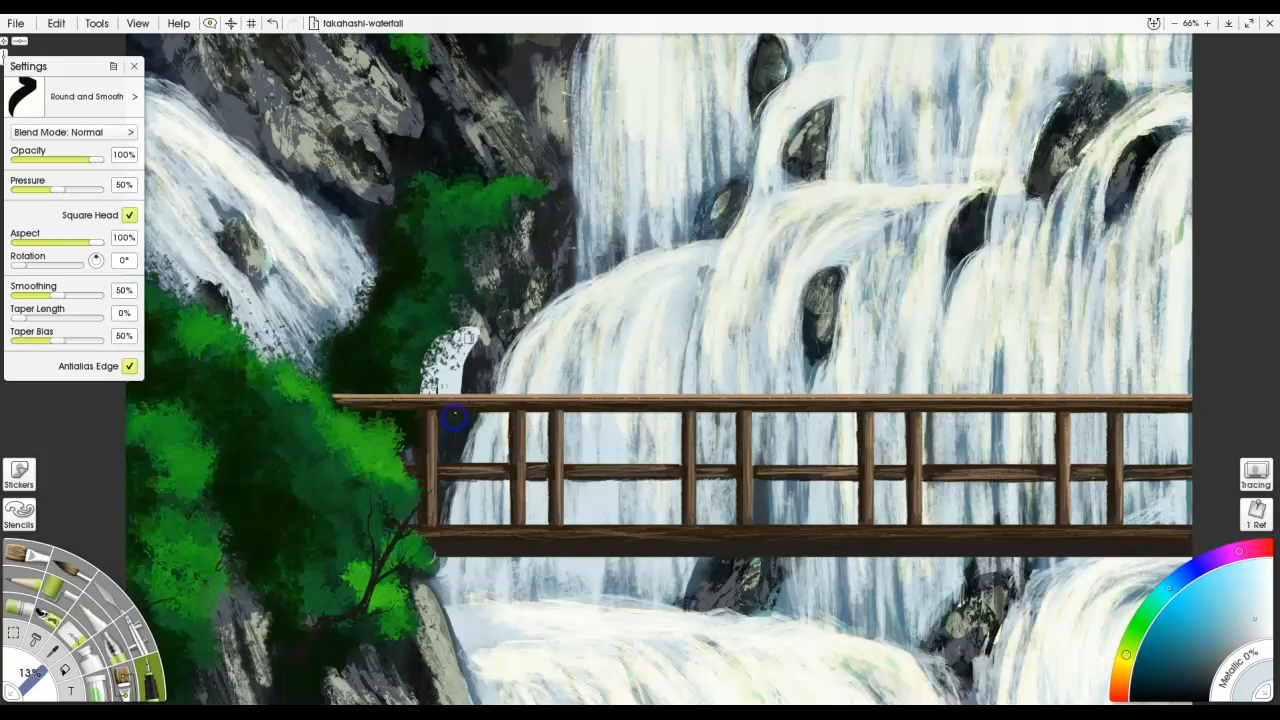 File Edit Tools View Help takahashi-waterfall 66%
Settings
Round and Smooth >
Blend Mode: Normal >
Opacity 100%
Pressure 50%
Square Head
Aspect 100%
Rotation 0°
Smoothing 50%
Taper Length 0%
Taper Bias 50%
Antialias Edge
Stickers
Stencils
13%
T
Tracing
1 Ref
Metallic 0%